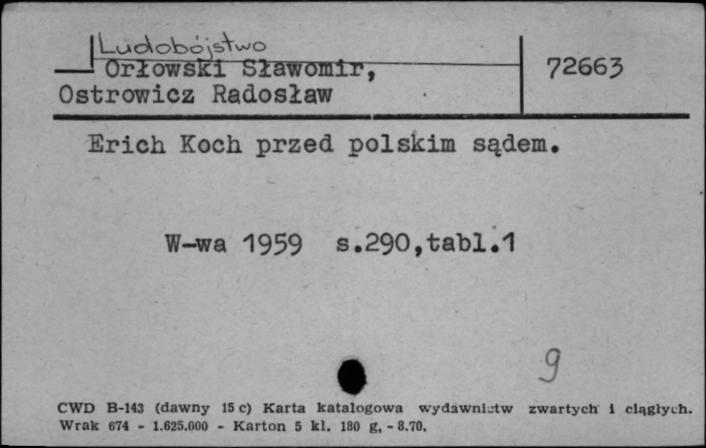 Ludobójstwo
Orłowski Sławomir, 72663
Ostrowicz Radosław
Erich Koch przed polskim sądem.
W-wa 1959 s.290,tabl.1
9
CWD B-143 (dawny 15 c) Karta katalogowa wydawnictw zwartych i ciągłych.
Wrak 674 - 1.625.000 - Karton 5 kl. 180 g, - 8.70.